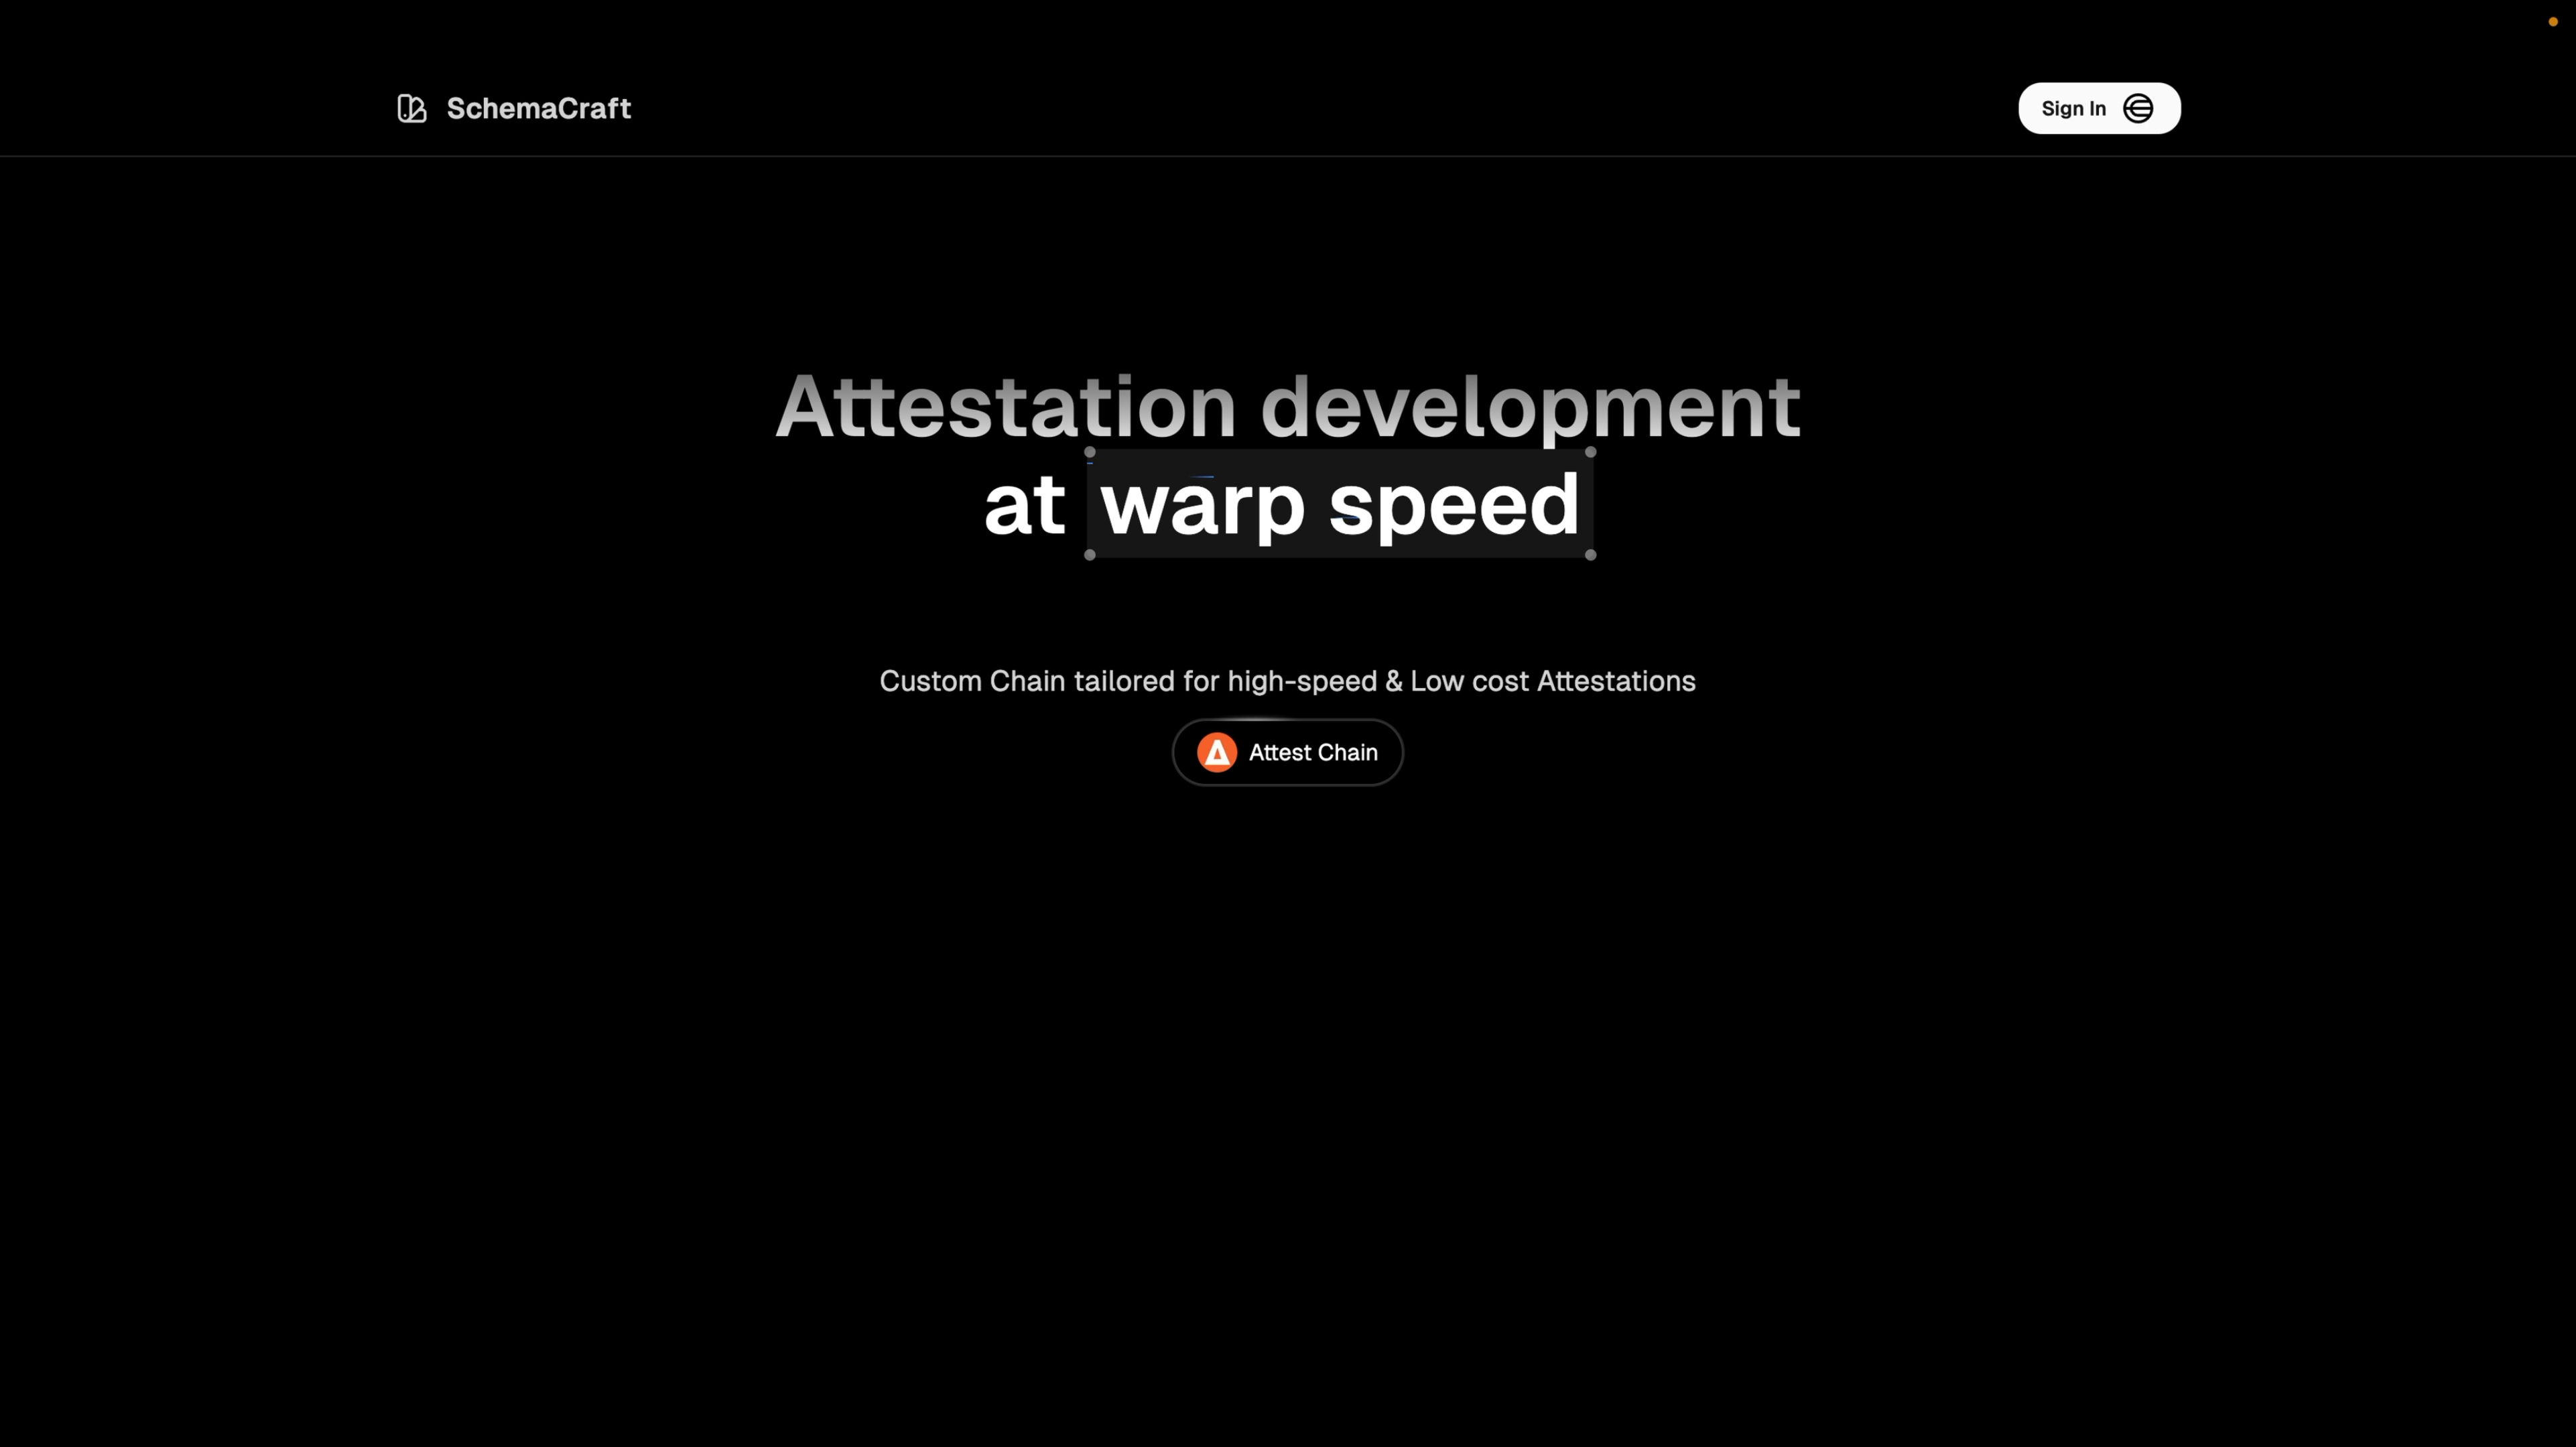 SchemaCraft
Sign In
Attestation development
at warp speed
Custom Chain tailored for high-speed & Low cost Attestations
Attest Chain